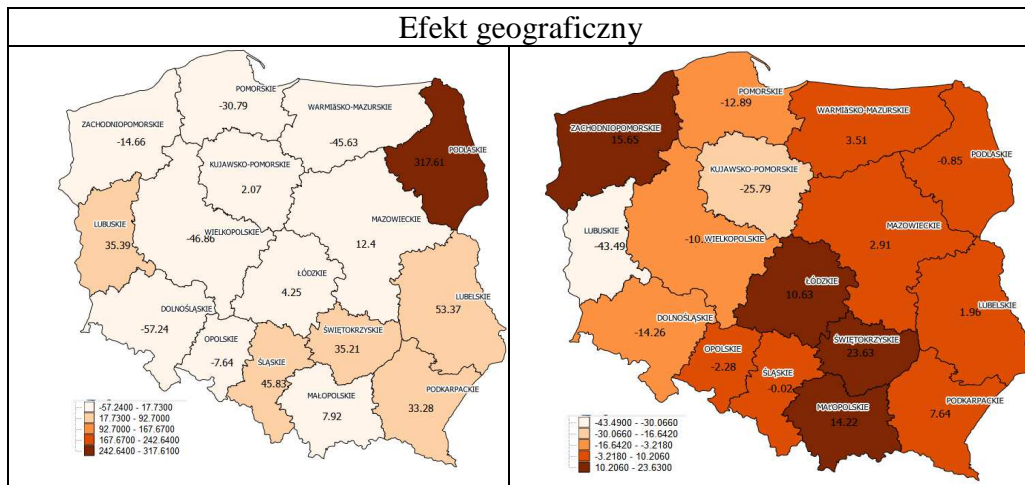 Efekt geograficzny
POMORSKIE
-30.79
WARMIąSKO-MAZURSKIE
-45.63
ZACHODNIOPOMORSKIE
-14.66
PODLASKIE
317.61
KUJAWSKO-POMORSKIE
2.07
MAZOWIECKIE
12.4
LUBUSKIE
35.39
WIELKOPOLSKIE
-46.86
ŁÓDZKIE
4.25
LUBELSKIE
53.37
DOLNOŚLĄSKIE
-57.24
OPOLSKIE
-7.64
ŚWIĘTOKRZYSKIE
35.21
ŚLĄSKIE
45.83
MAŁOPOLSKIE
7.92
PODKARPACKIE
33.28
-57.2400 - 17.7300
17.7300 - 92.7000
92.7000 - 167.6700
167.6700 - 242.6400
242.6400 - 317.6100
POMORSKIE
-12.89
WARMIąSKO-MAZURSKIE
3.51
ZACHODNIOPOMORSKIE
15.65
PODLASKIE
-0.85
KUJAWSKO-POMORSKIE
-25.79
MAZOWIECKIE
2.91
LUBUSKIE
-43.49
-10. WIELKOPOLSKIE
ŁÓDZKIE
10.63
LUBELSKIE
1.96
DOLNOŚLĄSKIE
-14.26
OPOLSKIE
-2.28
ŚWIĘTOKRZYSKIE
23.63
ŚLĄSKIE
-0.02
MAŁOPOLSKIE
14.22
PODKARPACKIE
7.64
-43.4900 - -30.0660
-30.0660 - -16.6420
-16.6420 - -3.2180
-3.2180 - 10.2060
10.2060 - 23.6300